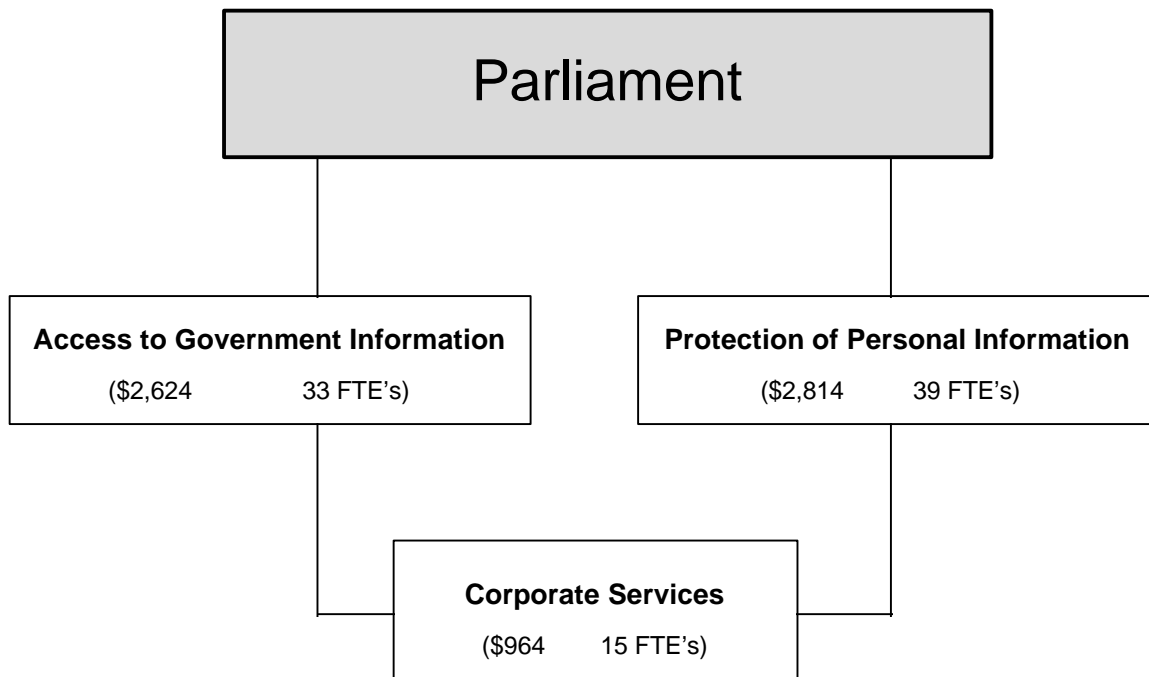 Parliament
Access to Government Information
($2,624 33 FTE’s)
Protection of Personal Information
($2,814 39 FTE’s)
Corporate Services
($964 15 FTE’s)